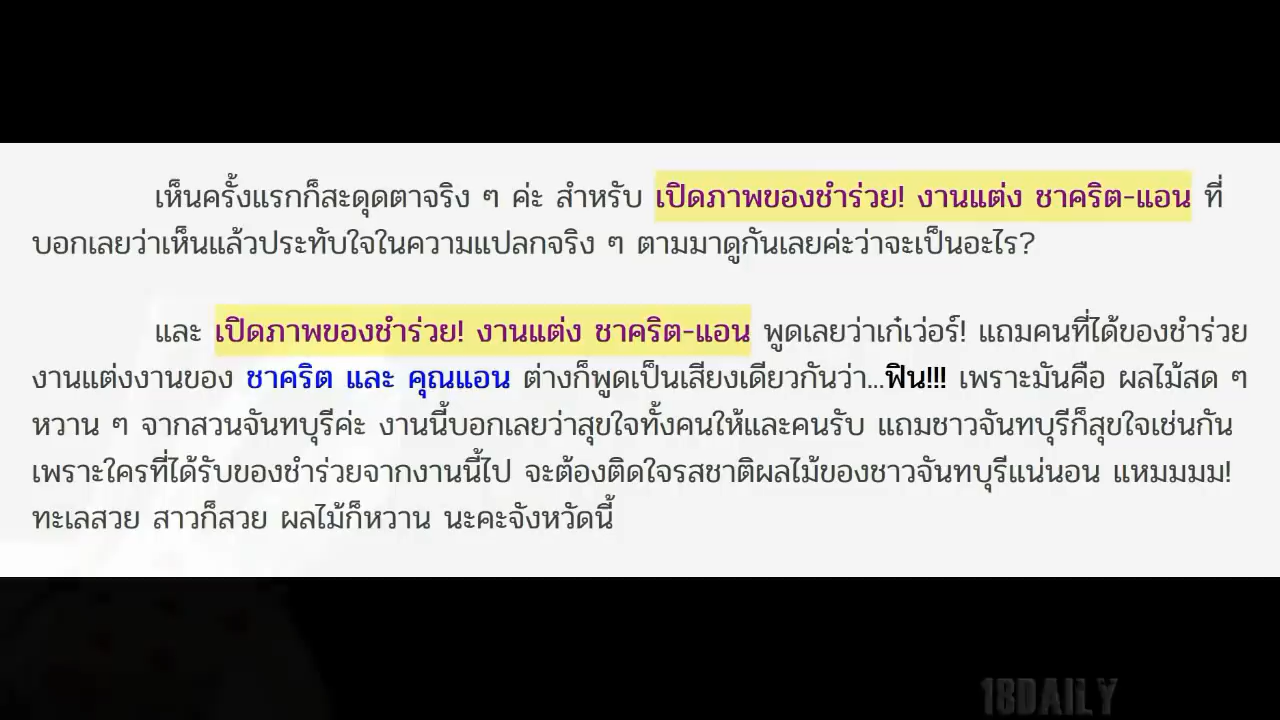 เห็นครั้งแรกก็สะดุดตาจริง ๆ ค่ะ สำหรับ เปิดภาพของชำร่วย! งานแต่ง ชาคริต-แอน ที่
บอกเลยว่าเห็นแล้วประทับใจในความแปลกจริง ๆ ตามมาดูกันเลยค่ะว่าจะเป็นอะไร?
และ เปิดภาพของชำร่วย! งานแต่ง ชาคริต-แอน พูดเลยว่าเก๋เว่อร์! แถมคนที่ได้ของชำร่วย
งานแต่งงานของ ชาคริต และ คุณแอน ต่างก็พูดเป็นเสียงเดียวกันว่า...ฟิน!!! เพราะมันคือ ผลไม้สด ๆ
หวาน ๆ จากสวนจันทบุรีค่ะ งานนี้บอกเลยว่าสุขใจทั้งคนให้และคนรับ แถมชาวจันทบุรีก็สุขใจเช่นกัน
เพราะใครที่ได้รับของชำร่วยจากงานนี้ไป จะต้องติดใจรสชาติผลไม้ของชาวจันทบุรีแน่นอน แหมมมม!
ทะเลสวย สาวก็สวย ผลไม้ก็หวาน นะคะจังหวัดนี้
18DAILY